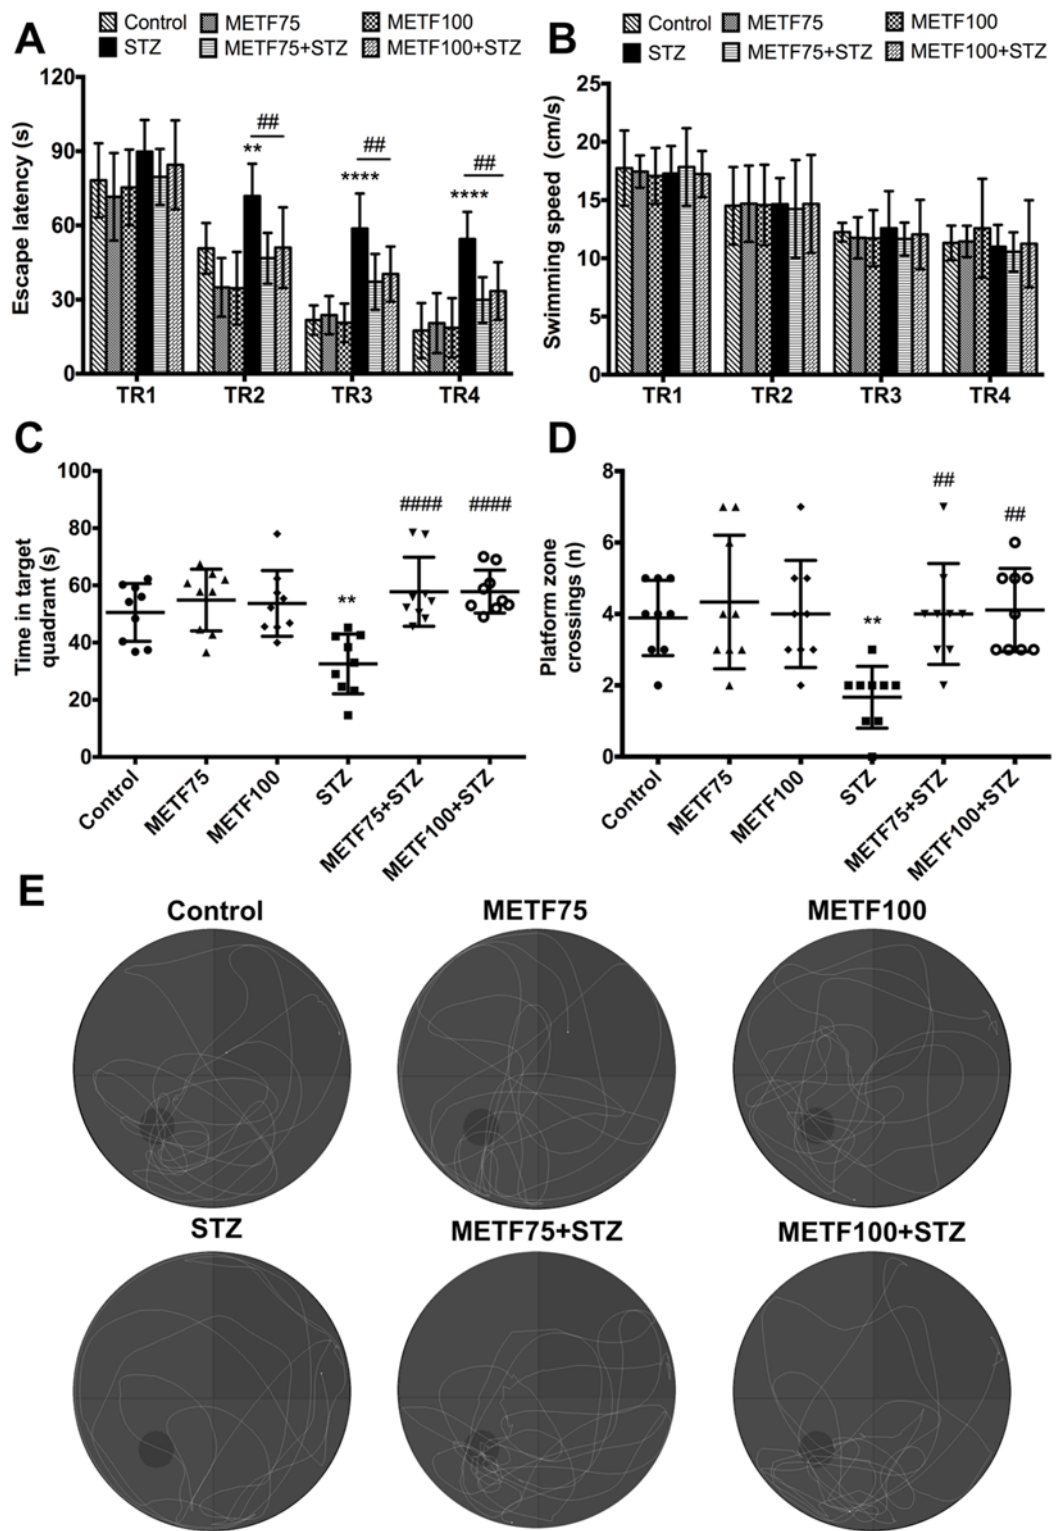 A
Control METF75 METF100
STZ METF75+STZ METF100+STZ
Escape latency (s)
120
90
60
30
0
##
**
##
****
##
****
TR1 TR2 TR3 TR4
B
Control METF75 METF100
STZ METF75+STZ METF100+STZ
Swimming speed (cm/s)
25
20
15
10
5
0
TR1 TR2 TR3 TR4
C
Time in target
quadrant (s)
100
80
60
40
20
0
**
#### ####
Control METF75 METF100 STZ METF75+STZ METF100+STZ
D
Platform zone
crossings (n)
8
6
4
2
0
**
##
##
Control METF75 METF100 STZ METF75+STZ METF100+STZ
E
Control METF75 METF100
STZ METF75+STZ METF100+STZ